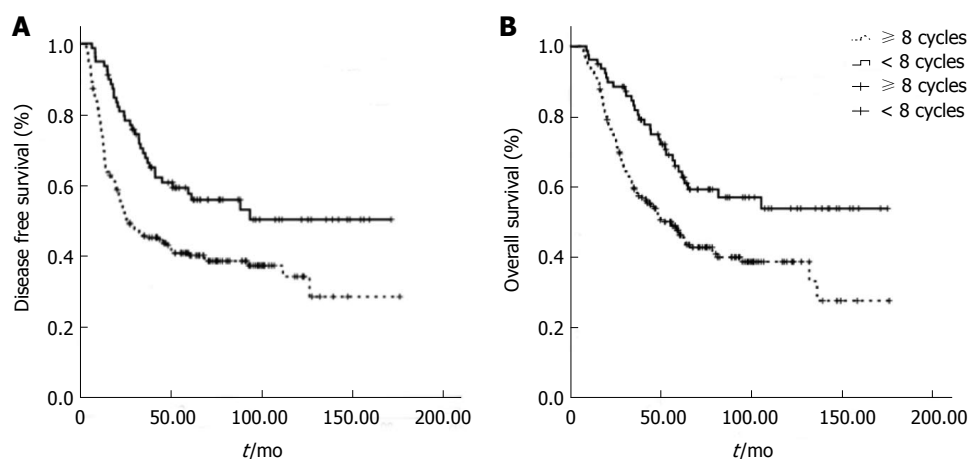 A
1.0
0.8
0.6
0.4
0.2
0.0
Disease free survival (%)
0 50.00 100.00 150.00 200.00
t/mo
B
1.0
0.8
0.6
0.4
0.2
0.0
Overall survival (%)
0 50.00 100.00 150.00 200.00
t/mo
⩾ 8 cycles
< 8 cycles
⩾ 8 cycles
< 8 cycles